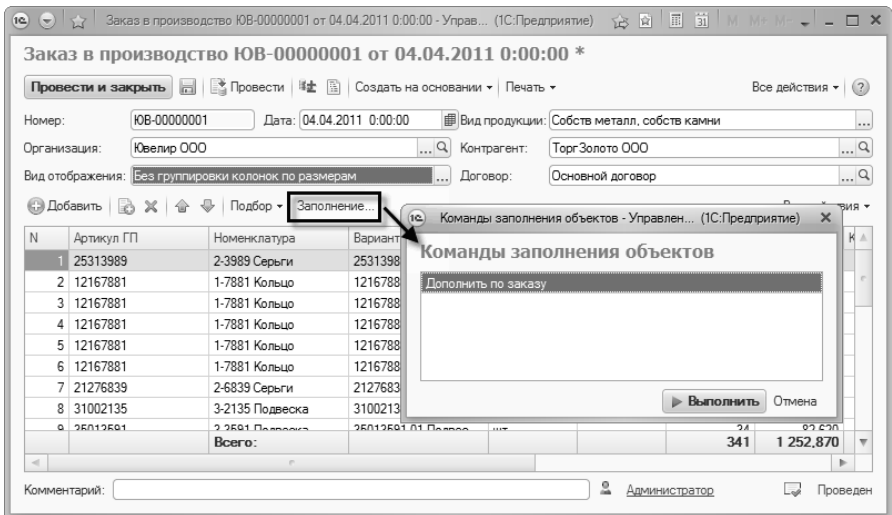 Заказ в производство ЮВ-00000001 от 04.04.2011 0:00:00 - Управ... (1С:Предприятие) 31 M M+ M-
Заказ в производство ЮВ-00000001 от 04.04.2011 0:00:00 *
Провести и закрыть Провести Создать на основании Печать Все действия ?
Номер: ЮВ-00000001 Дата: 04.04.2011 0:00:00 Вид продукции: Собств металл, собств камни ...
Организация: Ювелир ООО ... Контрагент: ТоргЗолото ООО ...
Вид отображения: Без группировки колонок по размерам ... Договор: Основной договор ...
Добавить Подбор Заполнение...
N Артикул ГП Номенклатура Вариант
1 25313989 2-3989 Серьги 2531398
2 12167881 1-7881 Кольцо 1216788
3 12167881 1-7881 Кольцо 1216788
4 12167881 1-7881 Кольцо 1216788
5 12167881 1-7881 Кольцо 1216788
6 12167881 1-7881 Кольцо 1216788
7 21276839 2-6839 Серьги 2127683
8 31002135 3-2135 Подвеска 3100213
Всего: 341 1 252,870
Комментарий: Администратор Проведен
1С Команды заполнения объектов - Управлен... (1С:Предприятие)
Команды заполнения объектов
Дополнить по заказу
Выполнить Отмена